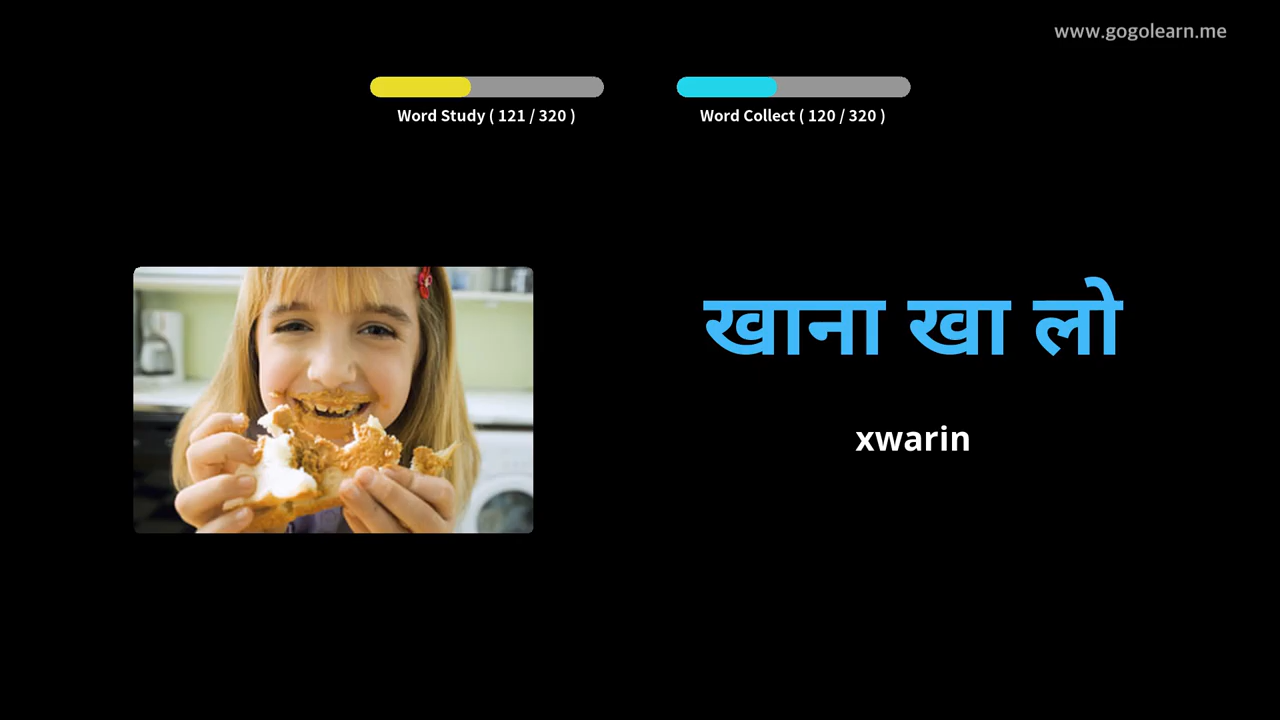 www.gogolearn.me
Word Study ( 121 / 320 )
Word Collect ( 120 / 320 )
खाना खा लो
xwarin